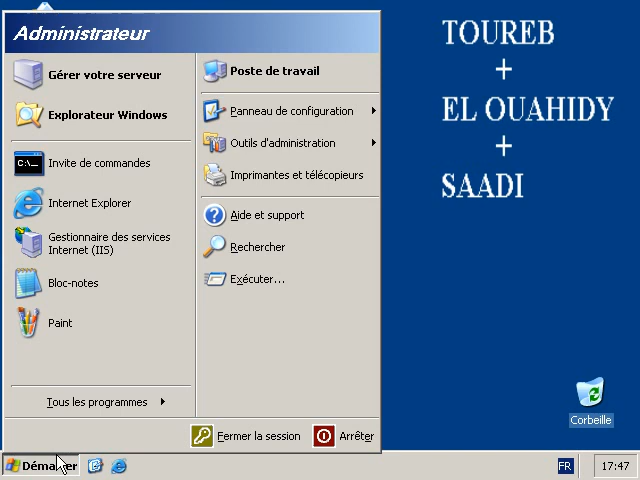 Administrateur
Gérer votre serveur
Explorateur Windows
C:\_
Invite de commandes
Internet Explorer
Gestionnaire des services
Internet (IIS)
Bloc-notes
Paint
Tous les programmes
Poste de travail
Panneau de configuration
Outils d'administration
Imprimantes et télécopieurs
Aide et support
Rechercher
Exécuter...
Fermer la session
Arrêter
TOUREB
+
EL OUAHIDY
+
SAADI
Corbeille
Démarrer
FR
17:47